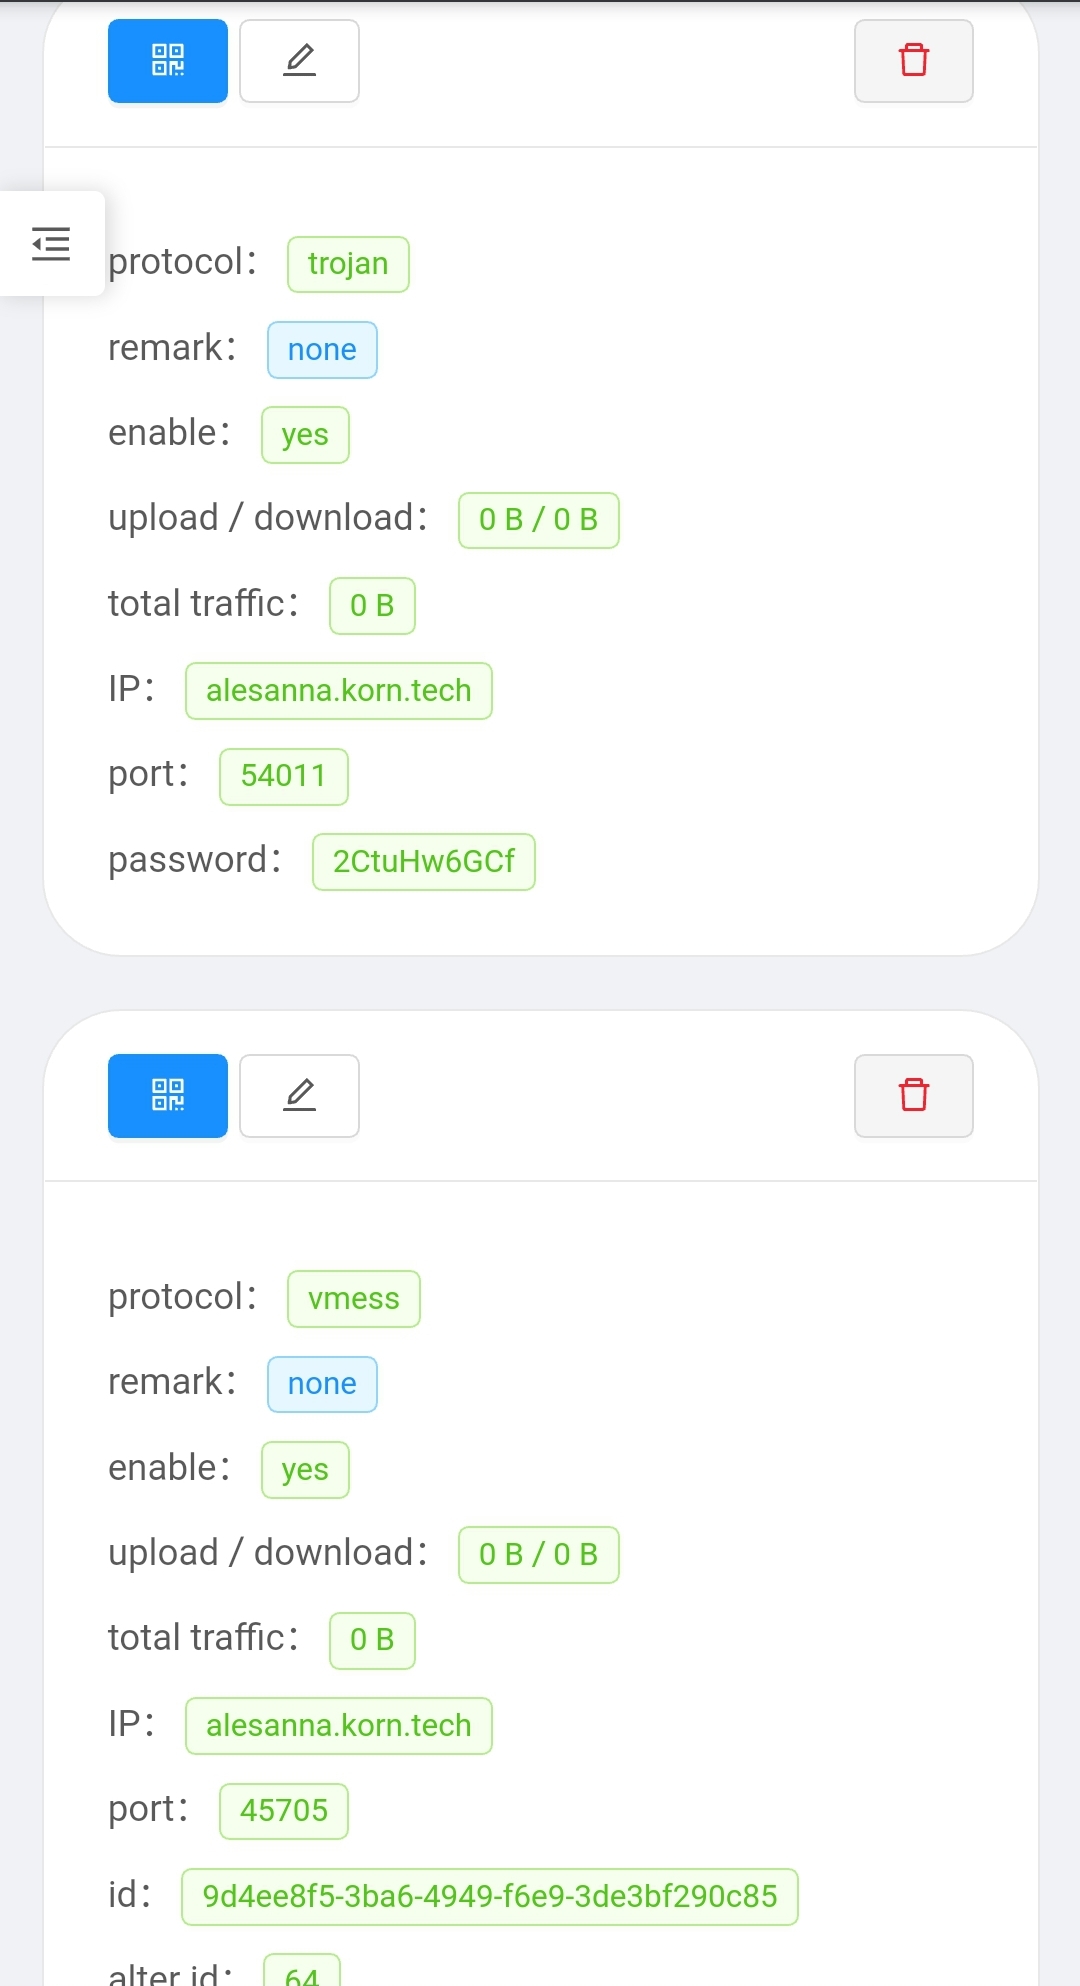 protocol: trojan
remark: none
enable: yes
upload / download: 0 B / 0 B
total traffic: 0 B
IP: alesanna.korn.tech
port: 54011
password: 2CtuHw6GCf
protocol: vmess
remark: none
enable: yes
upload / download: 0 B / 0 B
total traffic: 0 B
IP: alesanna.korn.tech
port: 45705
id: 9d4ee8f5-3ba6-4949-f6e9-3de3bf290c85
alter id: 64